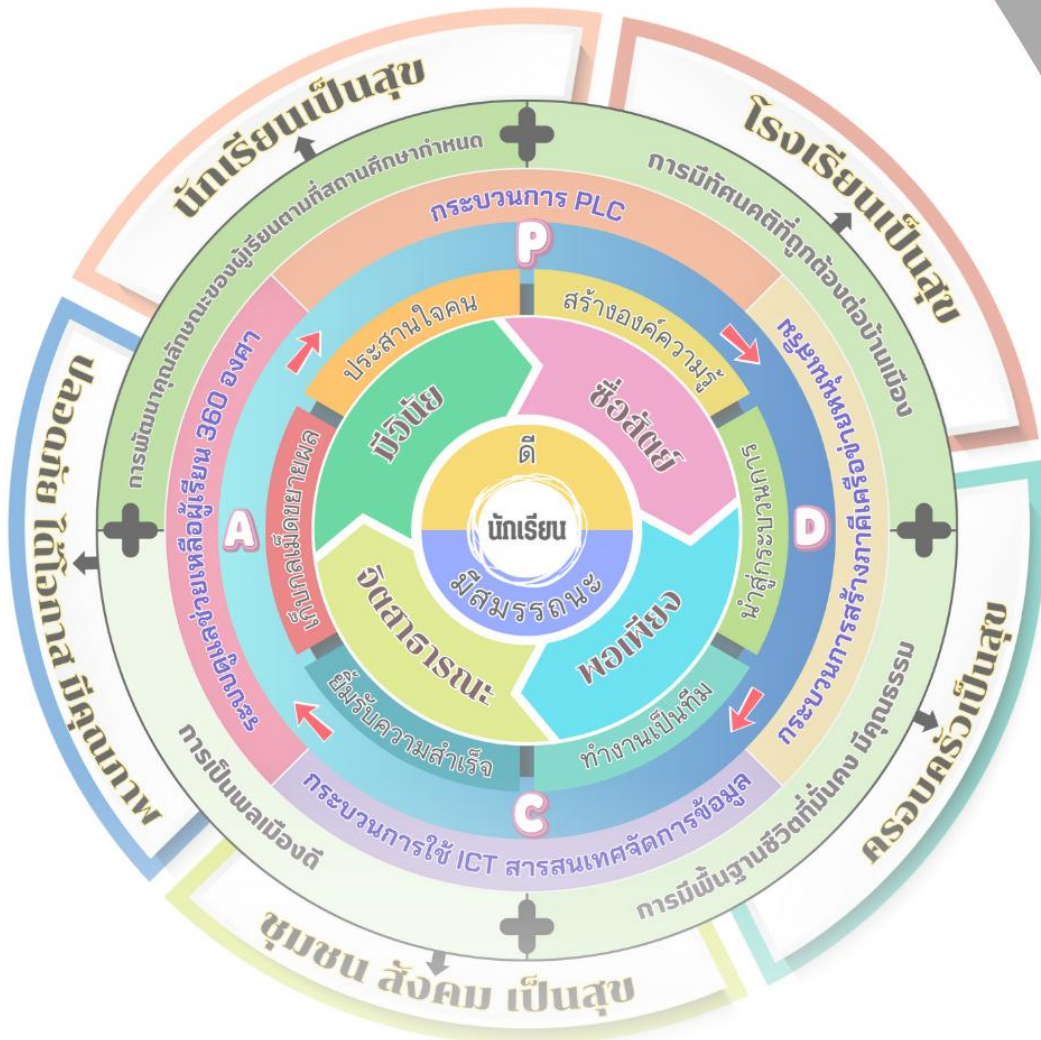 นักเรียนเป็นสุข
โรงเรียนเป็นสุข
ครอบครัวเป็นสุข
ชุมชน สังคม เป็นสุข
ปลอดภัย ได้โอกาส มีคุณภาพ
การพัฒนาคุณลักษณะของผู้เรียนตามที่สถานศึกษากำหนด
การมีทัศนคติที่ถูกต้องต่อบ้านเมือง
การมีพื้นฐานชีวิตที่มั่นคง มีคุณธรรม
การเป็นพลเมืองดี
กระบวนการ PLC
กระบวนการสร้างภาคีเครือข่ายหนุนเสริม
กระบวนการใช้ ICT สารสนเทศจัดการข้อมูล
ระบบดูแลช่วยเหลือผู้เรียน 360 องศา
P
D
C
A
ประสานใจคน
สร้างองค์ความรู้
นำสู่กระบวนการ
ทำงานเป็นทีม
ยิ้มรับความสำเร็จ
เก็บเกล็ดขยายผล
มีวินัย
ซื่อสัตย์
พอเพียง
จิตสาธารณะ
ดี
นักเรียน
มีสมรรถนะ